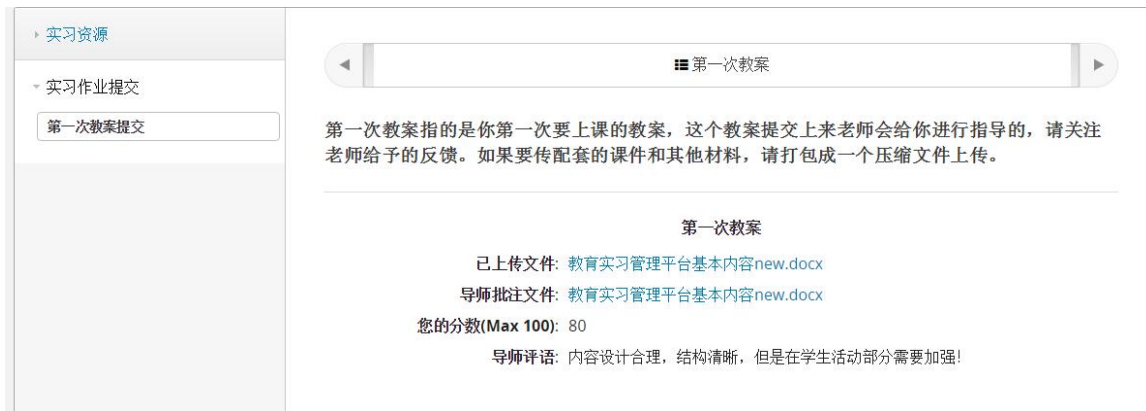 实习资源
实习作业提交
第一次教案提交
第一次教案
第一次教案指的是你第一次要上课的教案，这个教案提交上来老师会给你进行指导的，请关注
老师给予的反馈。如果要传配套的课件和其他材料，请打包成一个压缩文件上传。
第一次教案
已上传文件: 教育实习管理平台基本内容new.docx
导师批注文件: 教育实习管理平台基本内容new.docx
您的分数(Max 100): 80
导师评语: 内容设计合理，结构清晰，但是在学生活动部分需要加强!